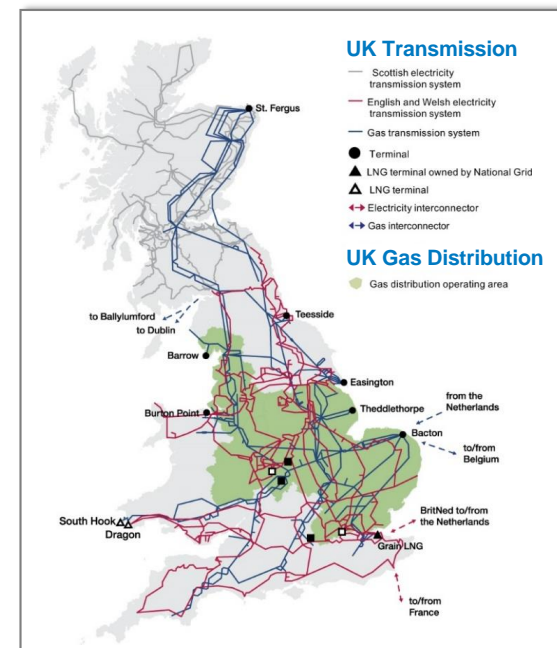 UK Transmission
Scottish electricity
transmission system
English and Welsh electricity
transmission system
Gas transmission system
Terminal
LNG terminal owned by National Grid
LNG terminal
Electricity interconnector
Gas interconnector
UK Gas Distribution
Gas distribution operating area
St. Fergus
to Ballylumford
to Dublin
Teesside
Barrow
Easington
Theddlethorpe
Burton Point
from the
Netherlands
Bacton
to/from
Belgium
South Hook
Dragon
BritNed to/from
the Netherlands
Grain LNG
to/from
France